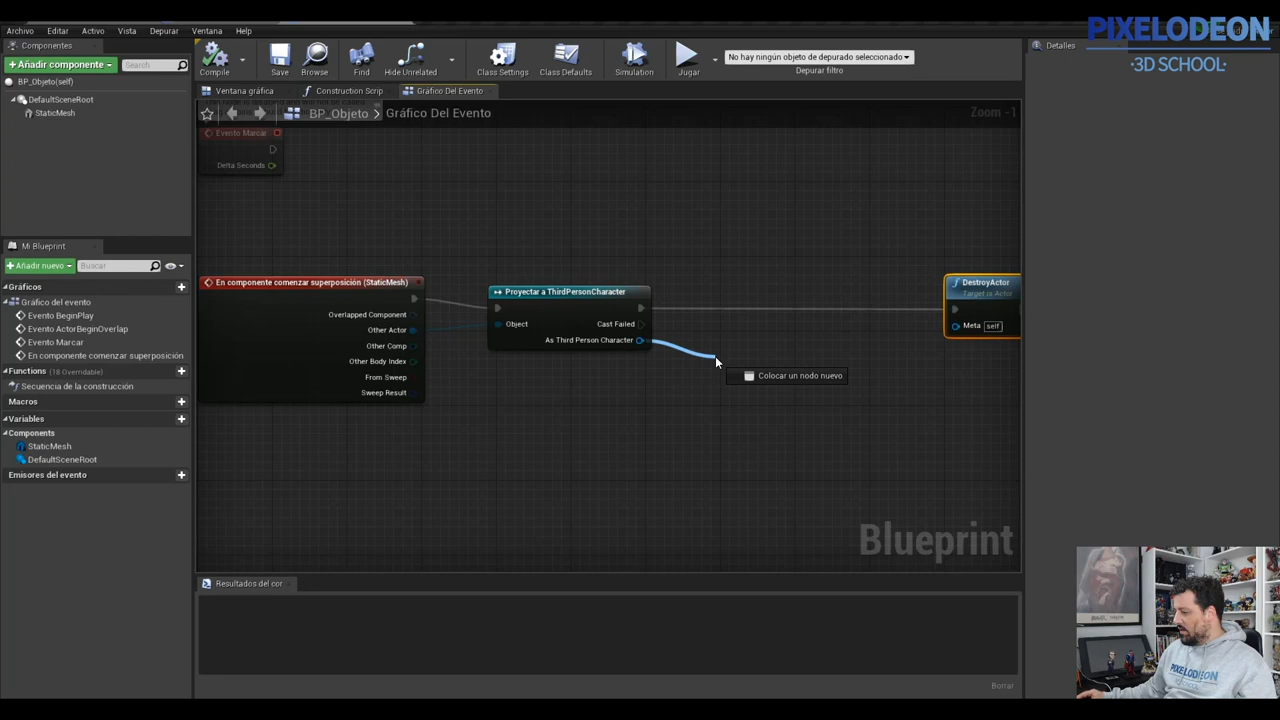 Archivo Editar Activo Vista Depurar Ventana Help
PIXELODEON
·3D SCHOOL·
Componentes
Añadir componente
Search
BP_Objeto(self)
DefaultSceneRoot
StaticMesh
Compile
Save
Browse
Find
Hide Unrelated
Class Settings
Class Defaults
Simulation
Jugar
No hay ningún objeto de depurado seleccionado
Depurar filtro
Detalles
Ventana gráfica
Construction Scrip
Gráfico Del Evento
BP_Objeto > Gráfico Del Evento
Zoom -1
Evento Marcar
Delta Seconds
Mi Blueprint
Añadir nuevo
Buscar
Gráficos
Gráfico del evento
Evento BeginPlay
Evento ActorBeginOverlap
Evento Marcar
En componente comenzar superposición
Functions (18 Overridable)
Secuencia de la construcción
Macros
Variables
Components
StaticMesh
DefaultSceneRoot
Emisores del evento
En componente comenzar superposición (StaticMesh)
Overlapped Component
Other Actor
Other Comp
Other Body Index
From Sweep
Sweep Result
Proyectar a ThirdPersonCharacter
Object
Cast Failed
As Third Person Character
Colocar un nodo nuevo
DestroyActor
Target is Actor
Meta self
Blueprint
Resultados del cor
Borrar
PIXELODEON